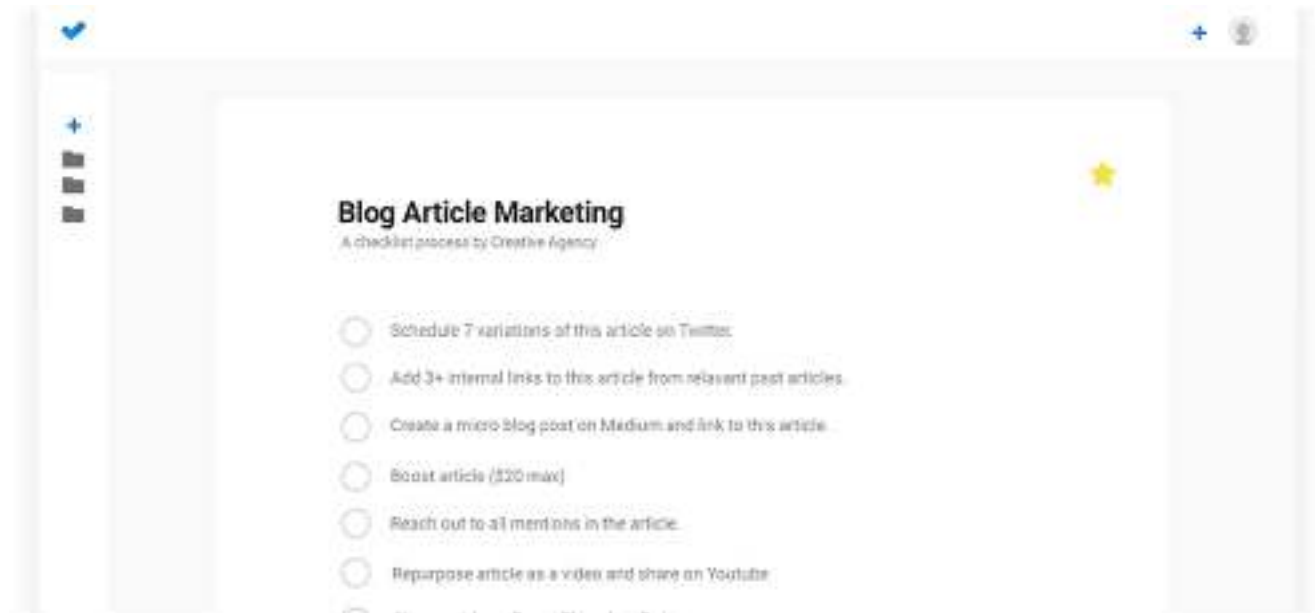 Blog Article Marketing
A checklist process by Creative Agency
Schedule 7 variations of this article on Twitter.
Add 3+ internal links to this article from relavant past articles.
Create a micro blog post on Medium and link to this article.
Boost article ($20 max)
Reach out to all mentions in the article.
Repurpose article as a video and share on Youtube